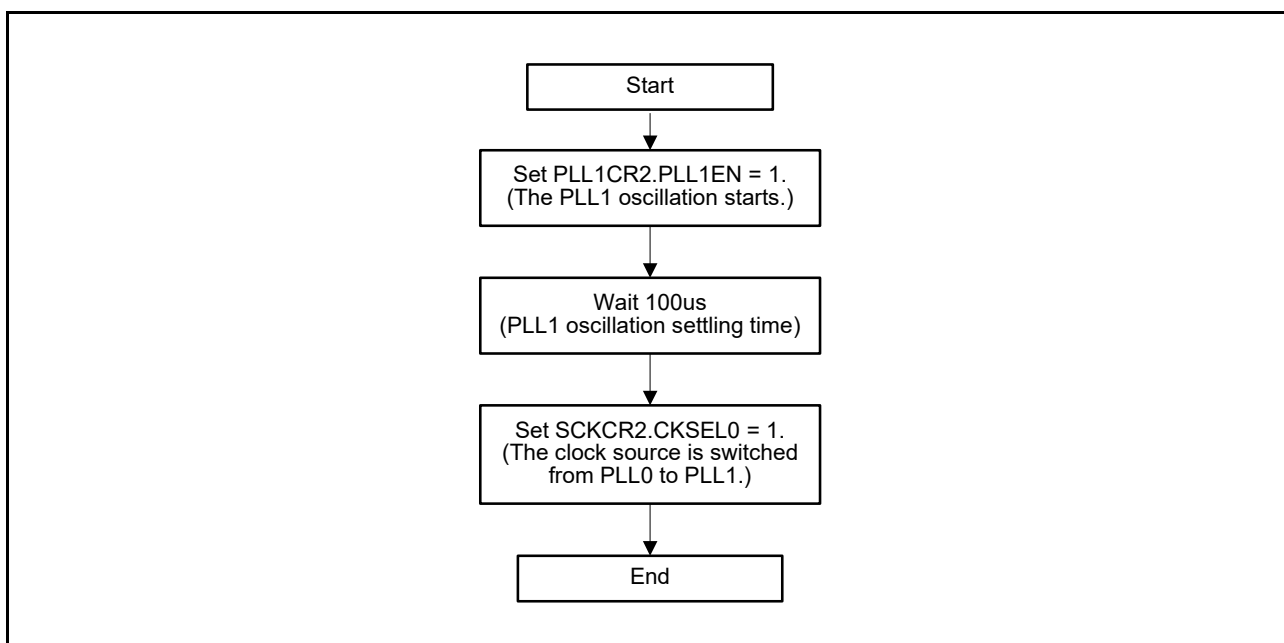 Start
Set PLL1CR2.PLL1EN = 1.
(The PLL1 oscillation starts.)
Wait 100us
(PLL1 oscillation settling time)
Set SCKCR2.CKSEL0 = 1.
(The clock source is switched
from PLL0 to PLL1.)
End